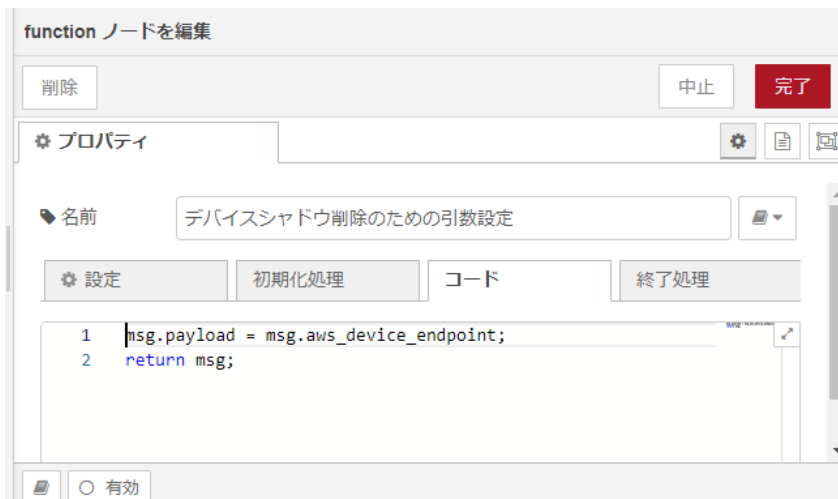 function ノードを編集
削除 中止 完了
プロパティ
名前 デバイスシャドウ削除のための引数設定
設定 初期化処理 コード 終了処理
1 msg.payload = msg.aws_device_endpoint;
2 return msg;
有効